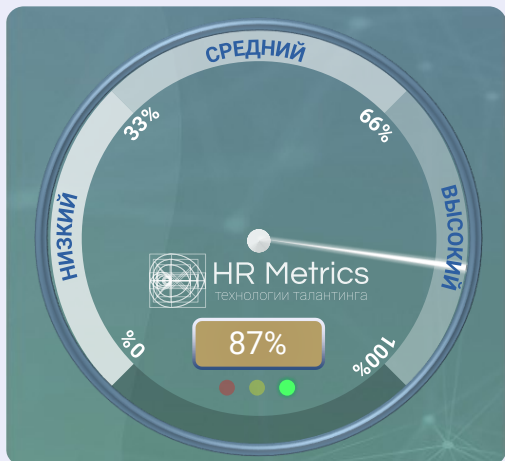 СРЕДНИЙ
33%
66%
НИЗКИЙ
ВЫСОКИЙ
HR Metrics
технологии талантинга
0%
100%
87%